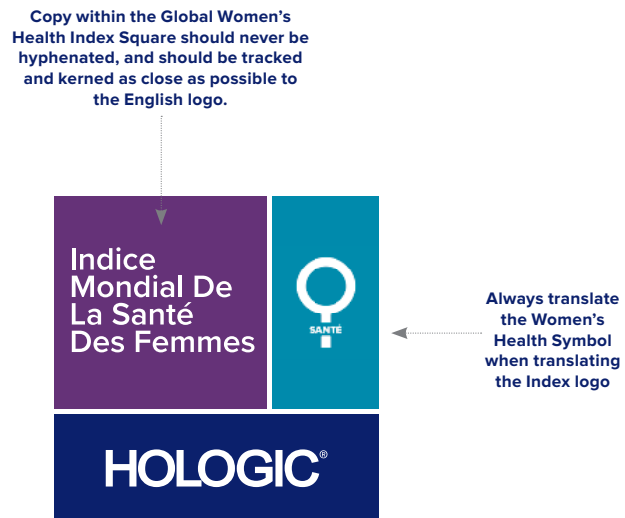 Copy within the Global Women’s
Health Index Square should never be
hyphenated, and should be tracked
and kerned as close as possible to
the English logo.
Indice
Mondial De
La Santé
Des Femmes
SANTÉ
Always translate
the Women’s
Health Symbol
when translating
the Index logo
HOLOGIC®